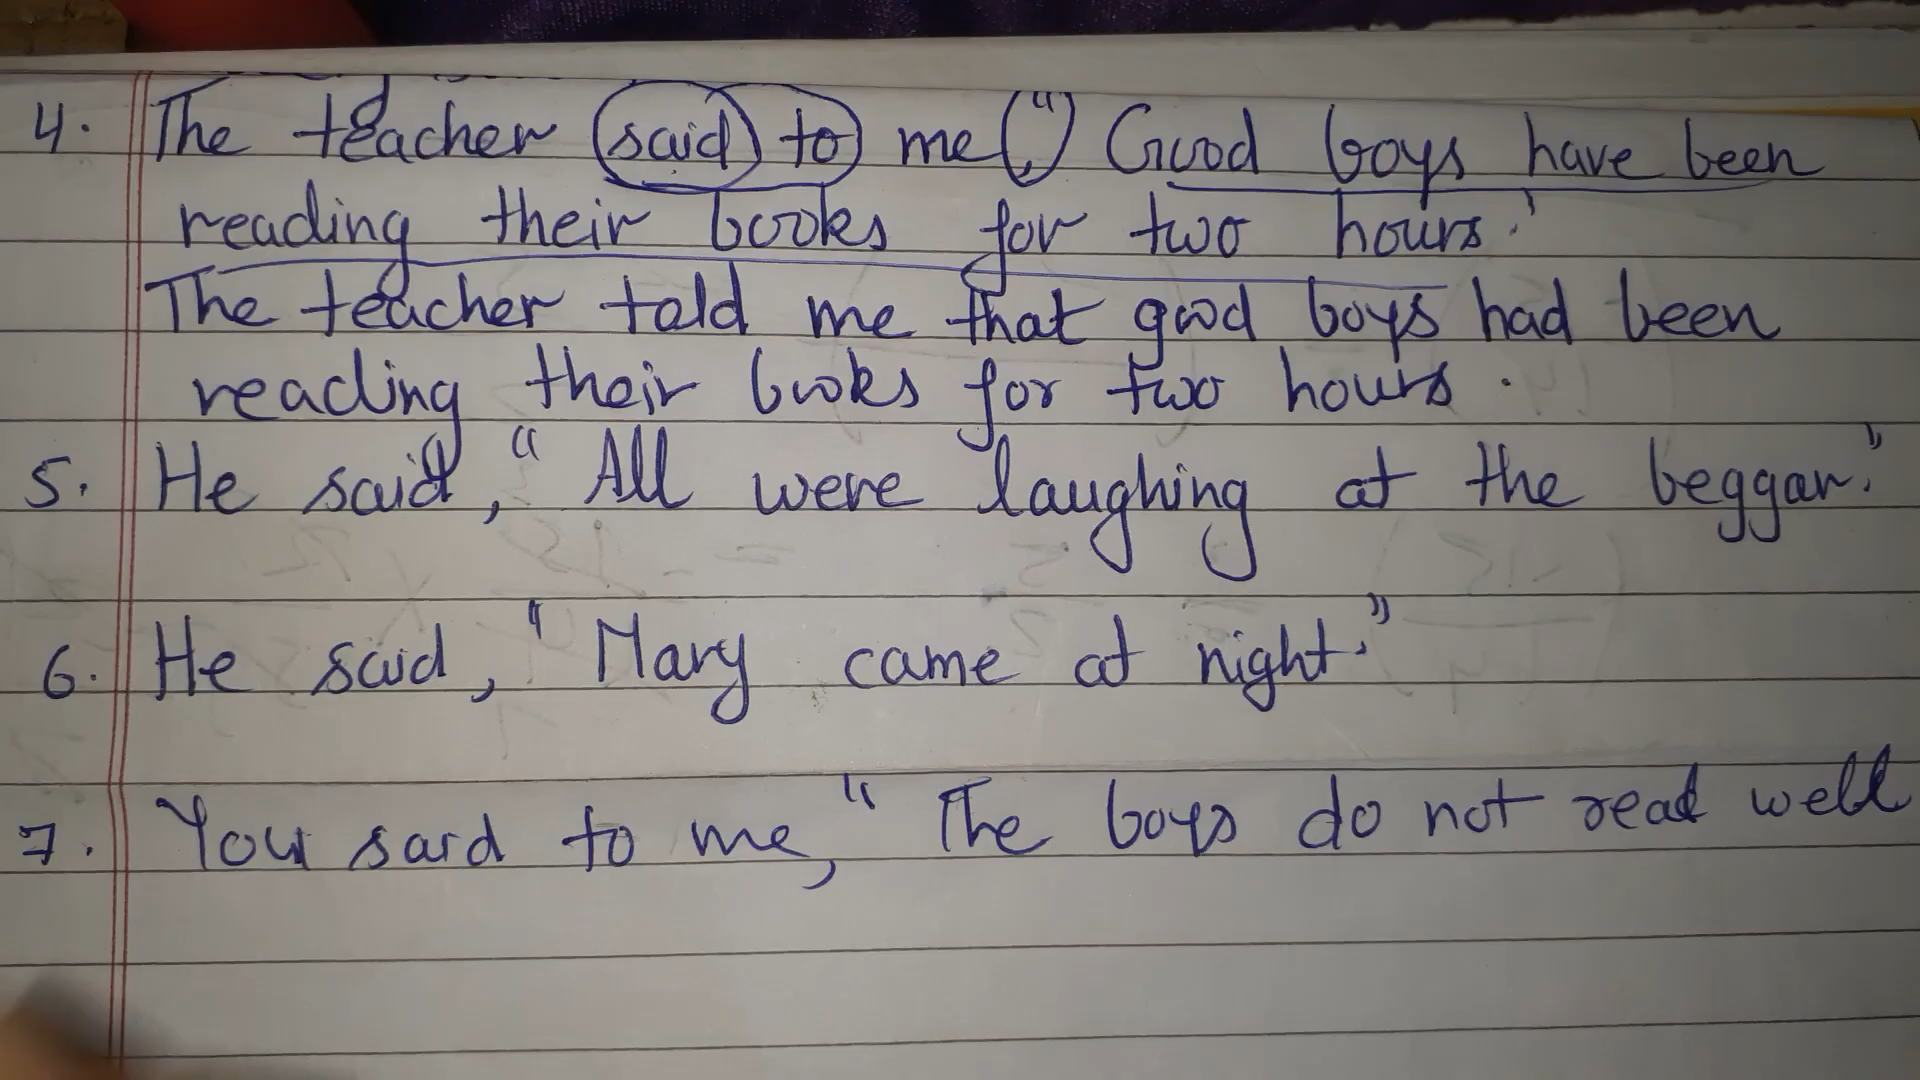 4. The teacher said to me, "Good boys have been
reading their books for two hours."
The teacher told me that good boys had been
reading their books for two hours.
5. He said, "All were laughing at the beggar."
6. He said, "Mary came at night."
7. You said to me, "The boys do not read well